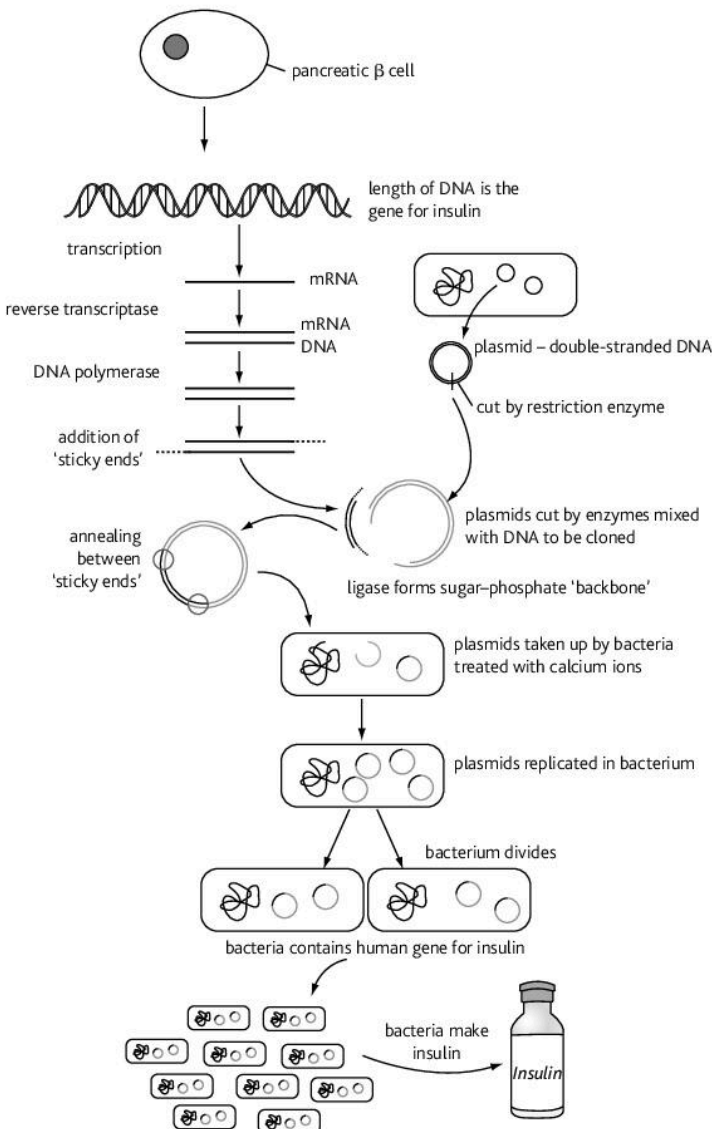 pancreatic β cell
length of DNA is the
gene for insulin
transcription
mRNA
reverse transcriptase
mRNA
DNA
plasmid – double-stranded DNA
DNA polymerase
cut by restriction enzyme
addition of
'sticky ends'
plasmids cut by enzymes mixed
with DNA to be cloned
annealing
between
'sticky ends'
ligase forms sugar–phosphate 'backbone'
plasmids taken up by bacteria
treated with calcium ions
plasmids replicated in bacterium
bacterium divides
bacteria contains human gene for insulin
bacteria make
insulin
Insulin